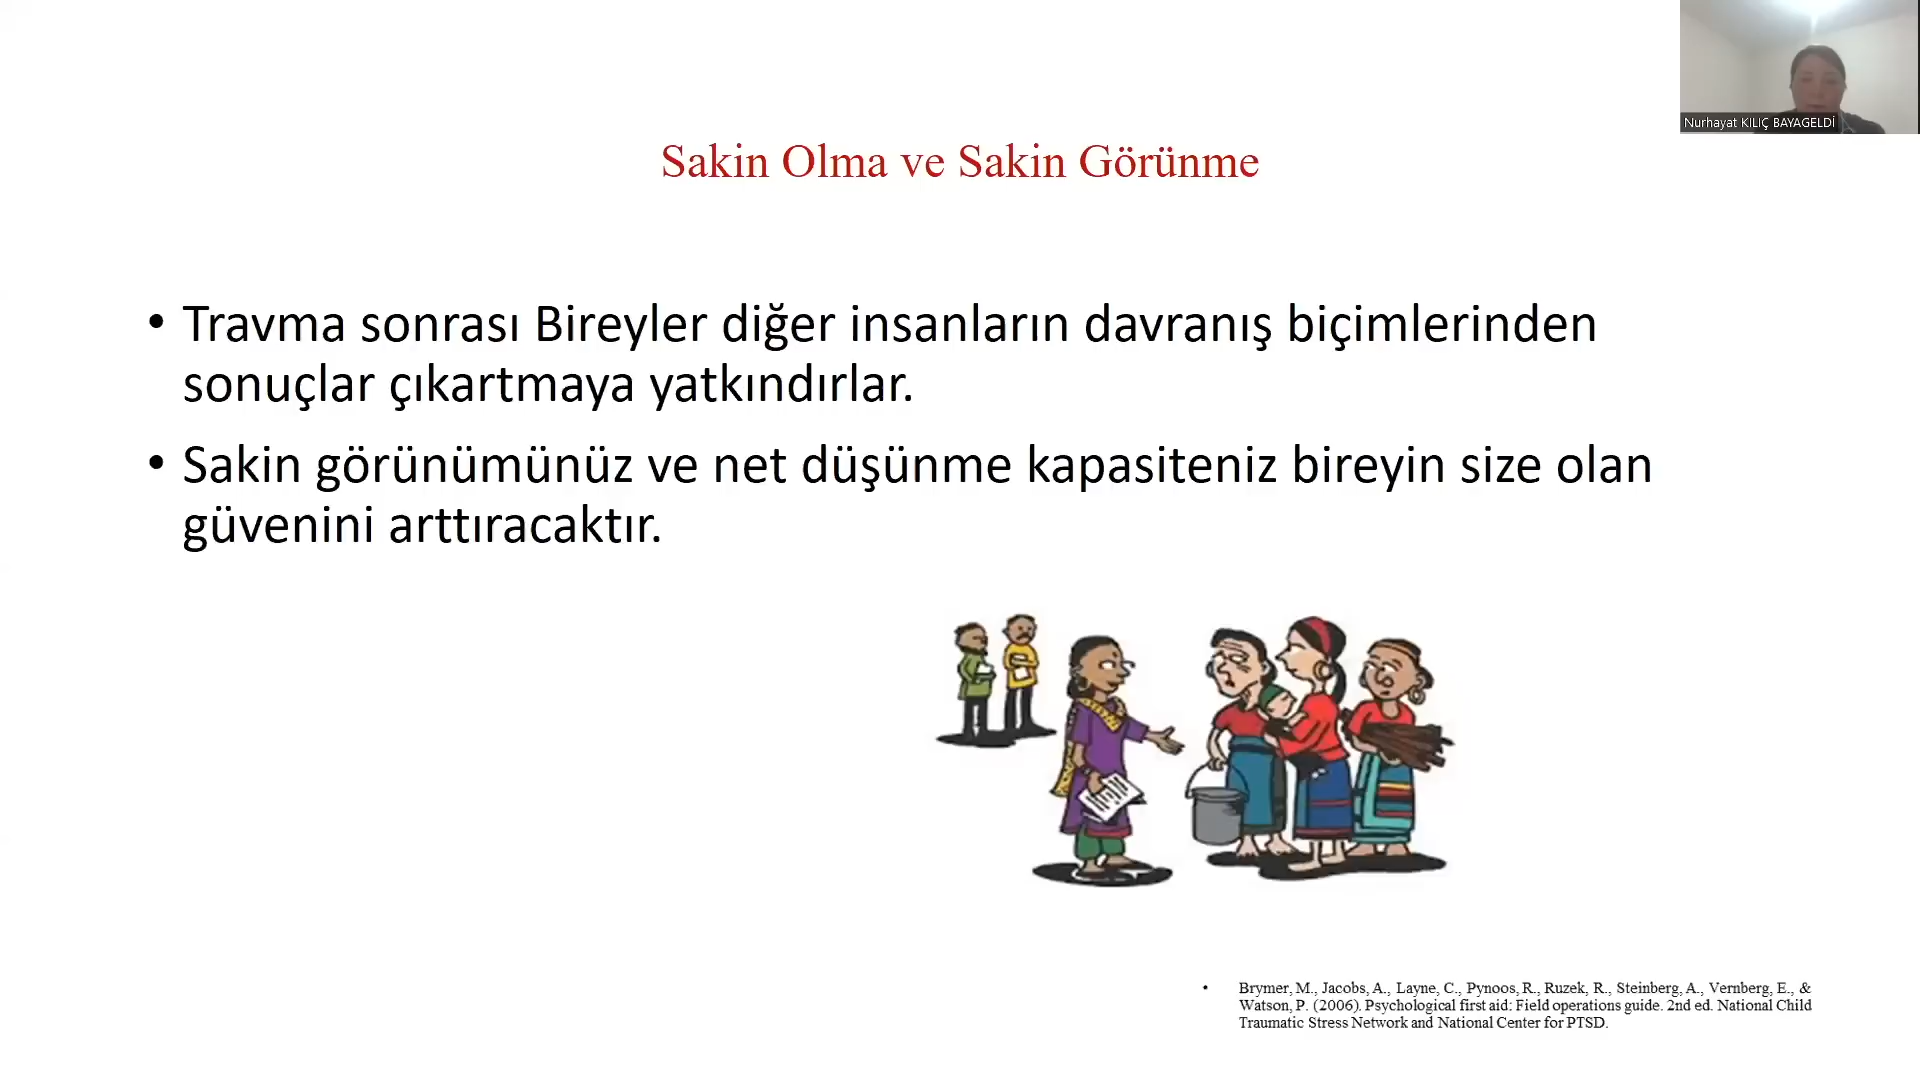 Nurhayat KILIÇ BAYAGELDİ
Sakin Olma ve Sakin Görünme
• Travma sonrası Bireyler diğer insanların davranış biçimlerinden
sonuçlar çıkartmaya yatkındırlar.
• Sakin görünümünüz ve net düşünme kapasiteniz bireyin size olan
güvenini arttıracaktır.
• Brymer, M., Jacobs, A., Layne, C., Pynoos, R., Ruzek, R., Steinberg, A., Vernberg, E., &
Watson, P. (2006). Psychological first aid: Field operations guide. 2nd ed. National Child
Traumatic Stress Network and National Center for PTSD.